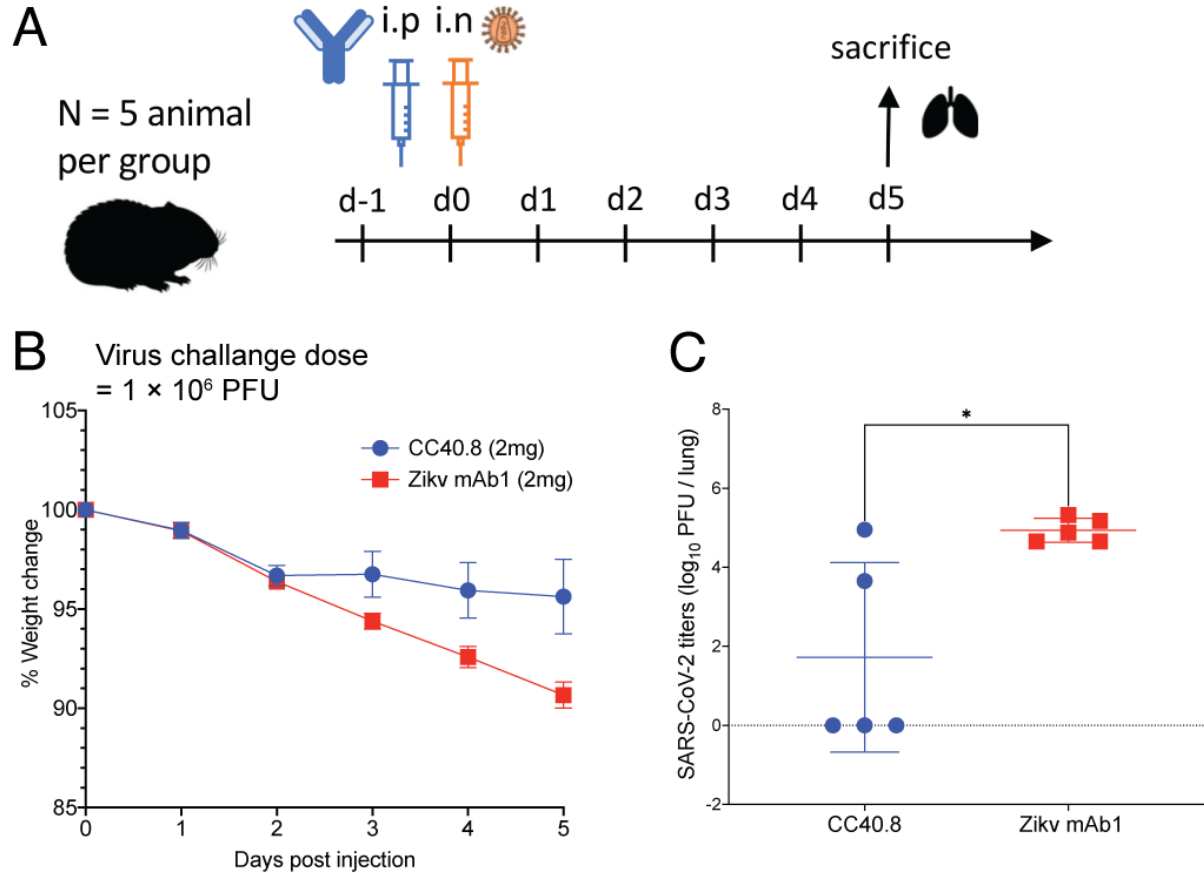 A
i.p i.n
sacrifice
N = 5 animal
per group
d-1 d0 d1 d2 d3 d4 d5
B
Virus challange dose
= 1 × 10⁶ PFU
105
100
95
90
85
% Weight change
CC40.8 (2mg)
Zikv mAb1 (2mg)
0 1 2 3 4 5
Days post injection
C
*
8
6
4
2
0
-2
SARS-CoV-2 titers (log₁₀ PFU / lung)
CC40.8 Zikv mAb1